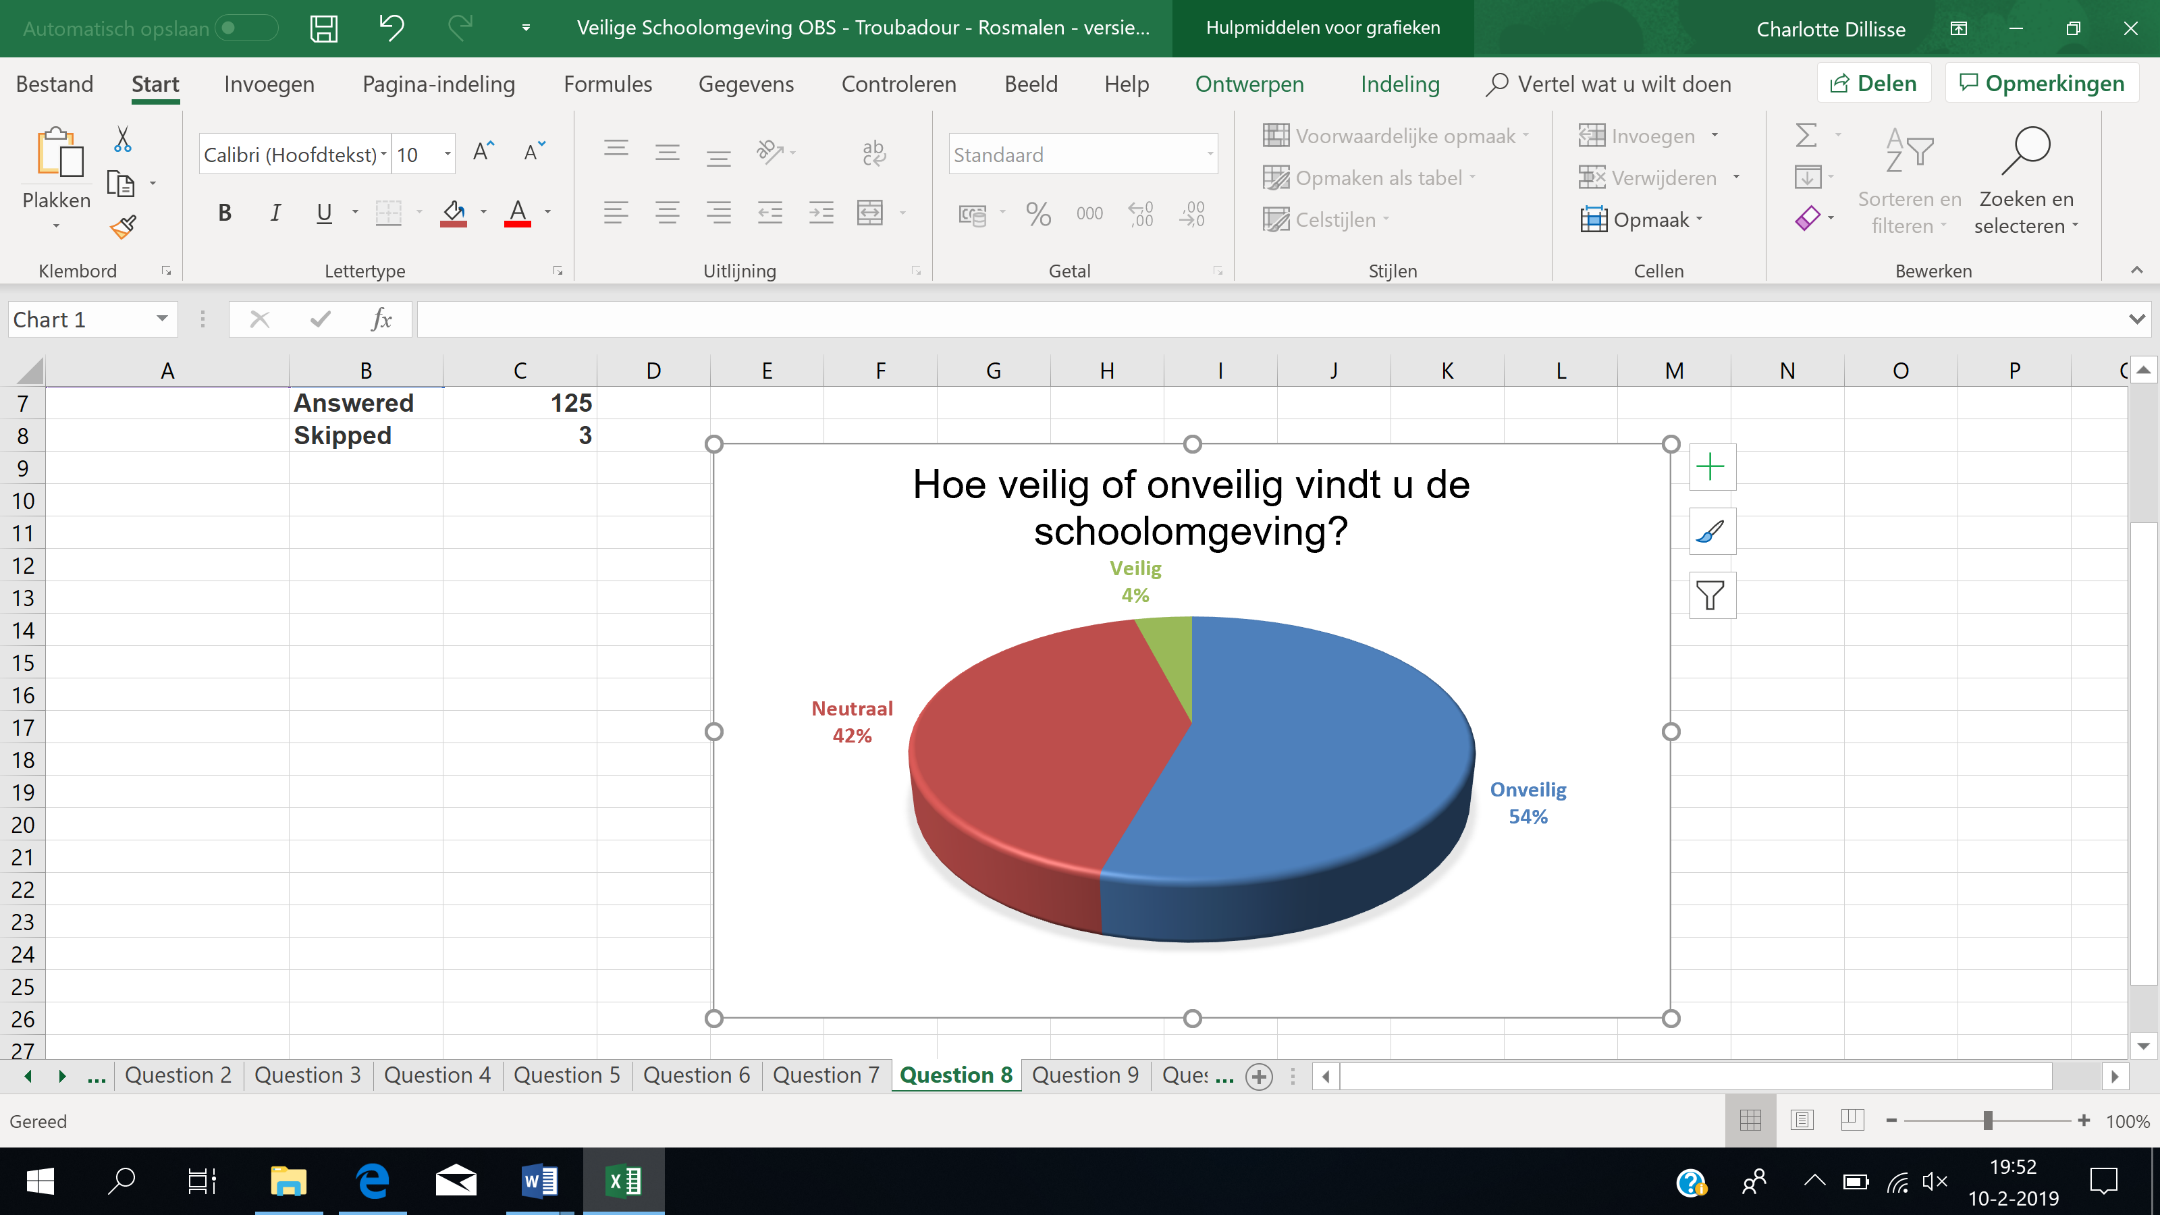 Automatisch opslaan
Veilige Schoolomgeving OBS - Troubadour - Rosmalen - versie...
Hulpmiddelen voor grafieken
Charlotte Dillisse
Bestand Start Invoegen Pagina-indeling Formules Gegevens Controleren Beeld Help Ontwerpen Indeling Vertel wat u wilt doen Delen Opmerkingen
Plakken
Klembord
Calibri (Hoofdtekst) 10
B I U A
Lettertype
Uitlijning
Standaard
% 000
Getal
Voorwaardelijke opmaak
Opmaken als tabel
Celstijlen
Stijlen
Invoegen
Verwijderen
Opmaak
Cellen
Sorteren en
filteren
Zoeken en
selecteren
Bewerken
Chart 1 fx
A B C D E F G H I J K L M N O P
7 Answered 125
8 Skipped 3
9
10
11
12
13
14
15
16
17
18
19
20
21
22
23
24
25
26
27
Hoe veilig of onveilig vindt u de
schoolomgeving?
Veilig
4%
Neutraal
42%
Onveilig
54%
... Question 2 Question 3 Question 4 Question 5 Question 6 Question 7 Question 8 Question 9 Ques ...
Gereed
100%
19:52
10-2-2019